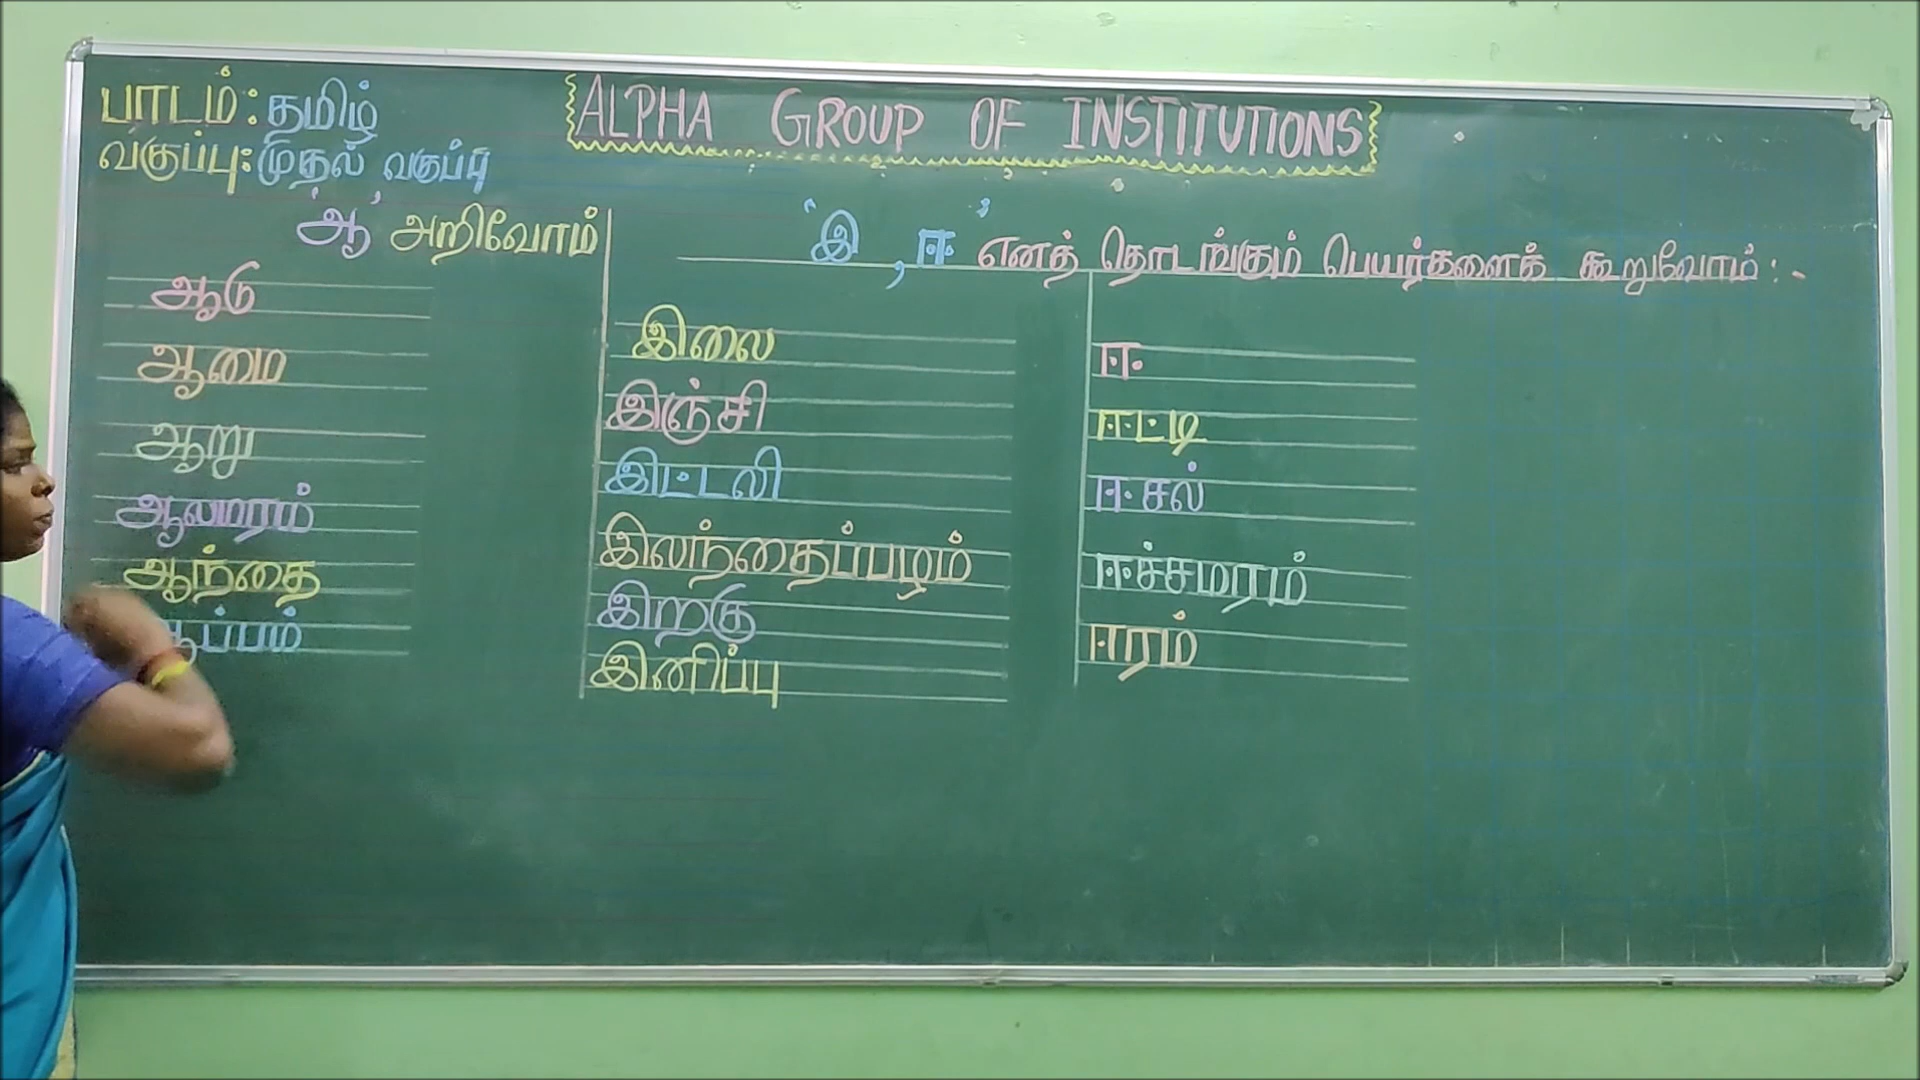 பாடம்: தமிழ்
ALPHA GROUP OF INSTITUTIONS
வகுப்பு: முதல் வகுப்பு
'ஆ' அறிவோம்
ஆடு
ஆமை
ஆறு
ஆலமரம்
ஆந்தை
ஆப்பம்
'இ, ஈ' எனத் தொடங்கும் பெயர்களைக் கூறுவோம்:-
இலை
இஞ்சி
இட்டலி
இலந்தைப்பழம்
இறகு
இனிப்பு
ஈ
ஈட்டி
ஈசல்
ஈச்சமரம்
ஈரம்